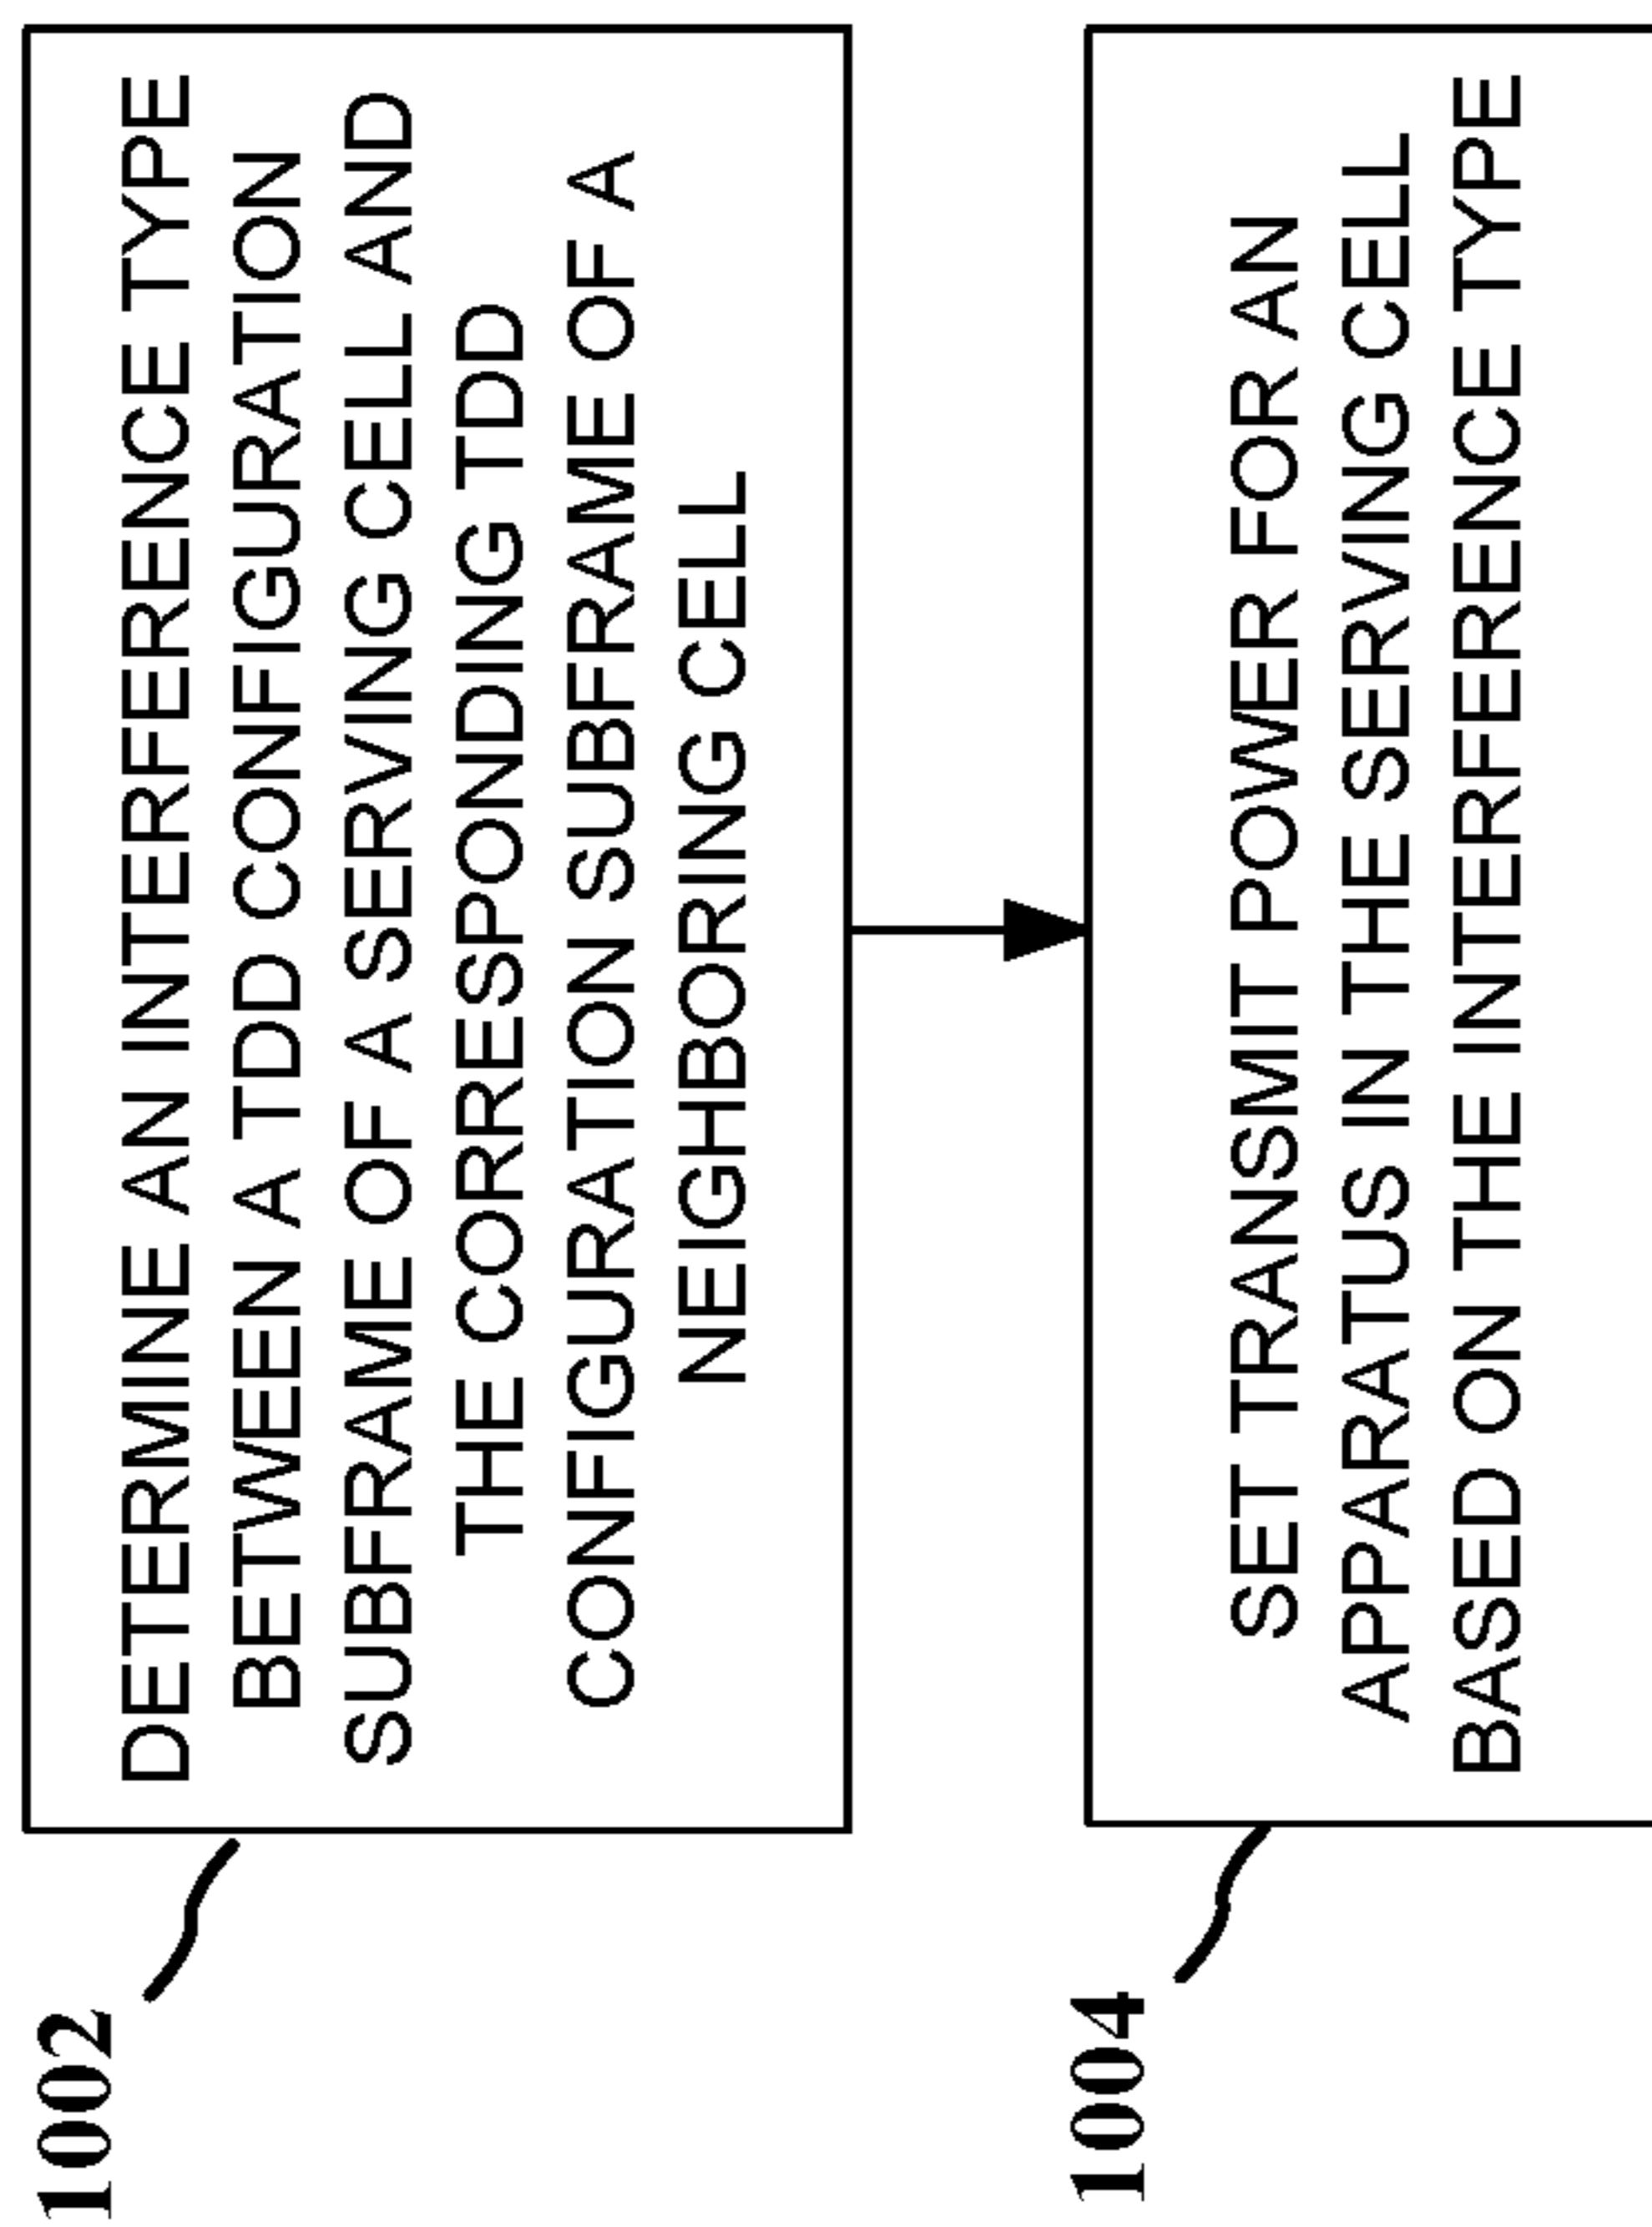 1002
DETERMINE AN INTERFERENCE TYPE
BETWEEN A TDD CONFIGURATION
SUBFRAME OF A SERVING CELL AND
THE CORRESPONDING TDD
CONFIGURATION SUBFRAME OF A
NEIGHBORING CELL
1004
SET TRANSMIT POWER FOR AN
APPARATUS IN THE SERVING CELL
BASED ON THE INTERFERENCE TYPE